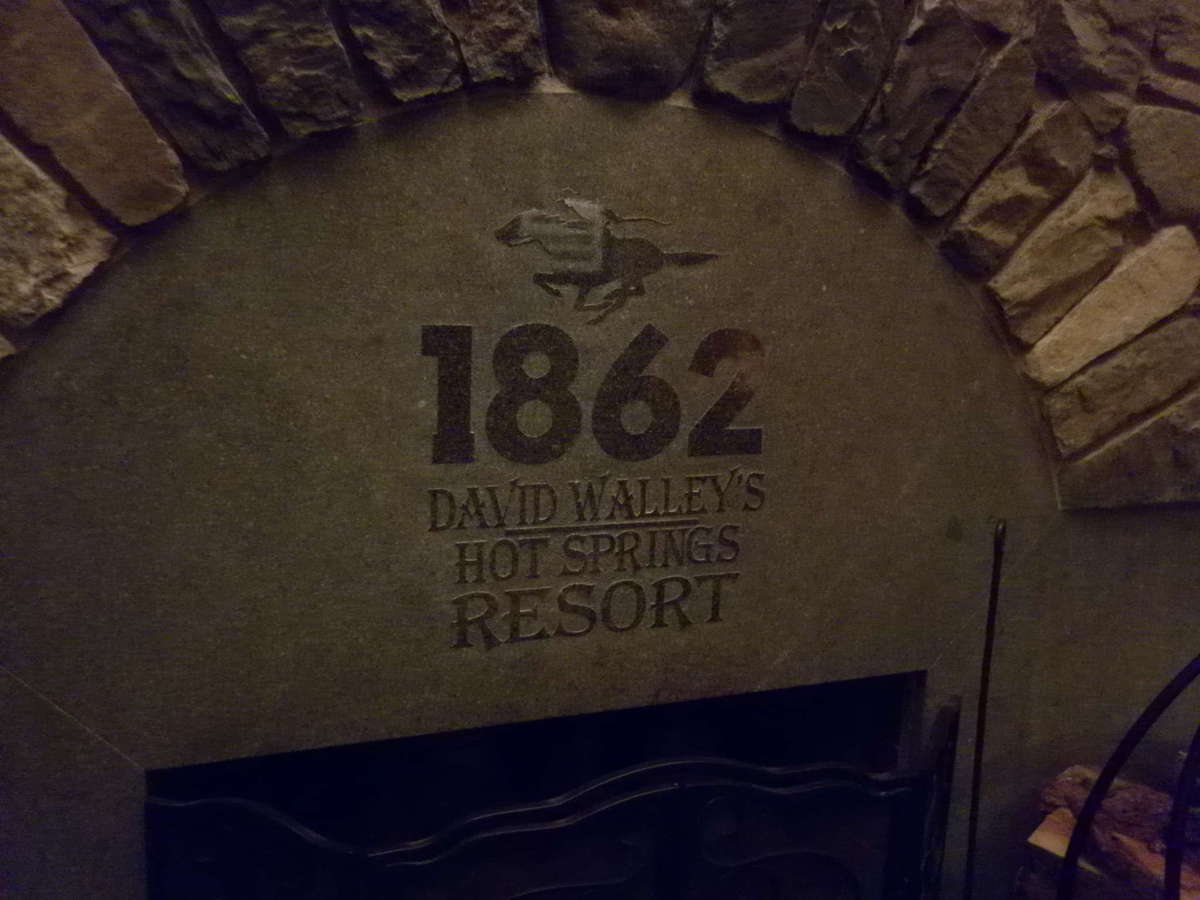 1862
DAVID WALLEY'S
HOT SPRINGS
RESORT